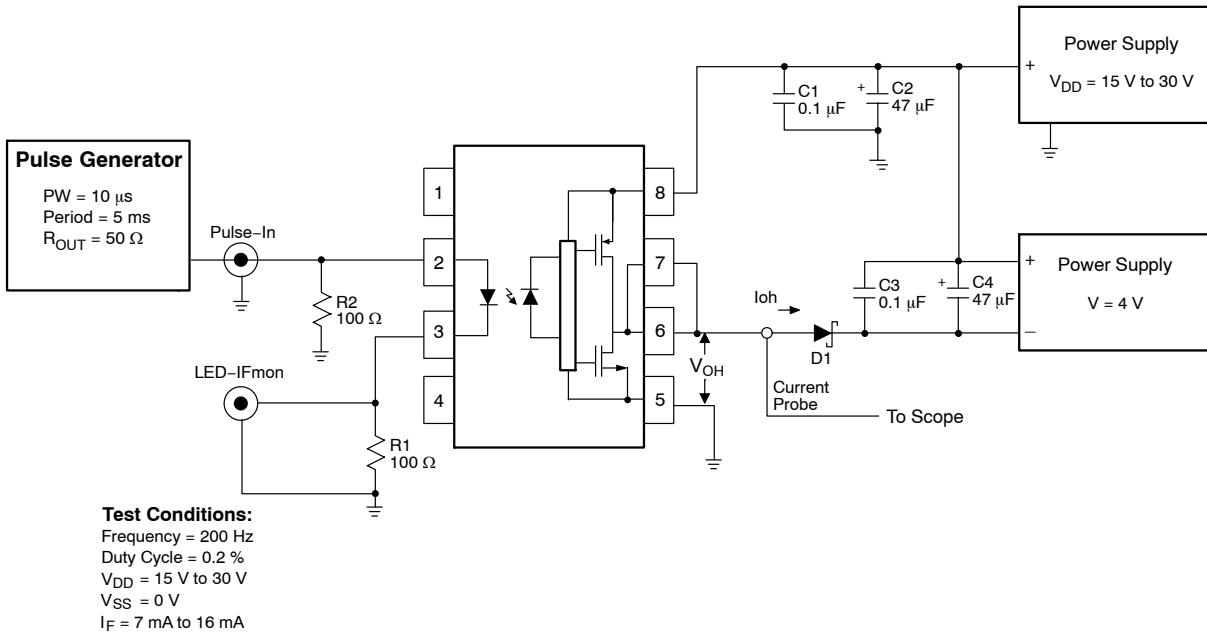 Power Supply
V_DD = 15 V to 30 V
+
C1
0.1 μF
+
C2
47 μF
Pulse Generator
PW = 10 μs
Period = 5 ms
R_OUT = 50 Ω
Pulse−In
R2
100 Ω
LED−IFmon
R1
100 Ω
1
2
3
4
8
7
6
5
V_OH
Ioh
D1
Current
Probe
To Scope
C3
0.1 μF
+
C4
47 μF
+
Power Supply
V = 4 V
−
Test Conditions:
Frequency = 200 Hz
Duty Cycle = 0.2 %
V_DD = 15 V to 30 V
V_SS = 0 V
I_F = 7 mA to 16 mA